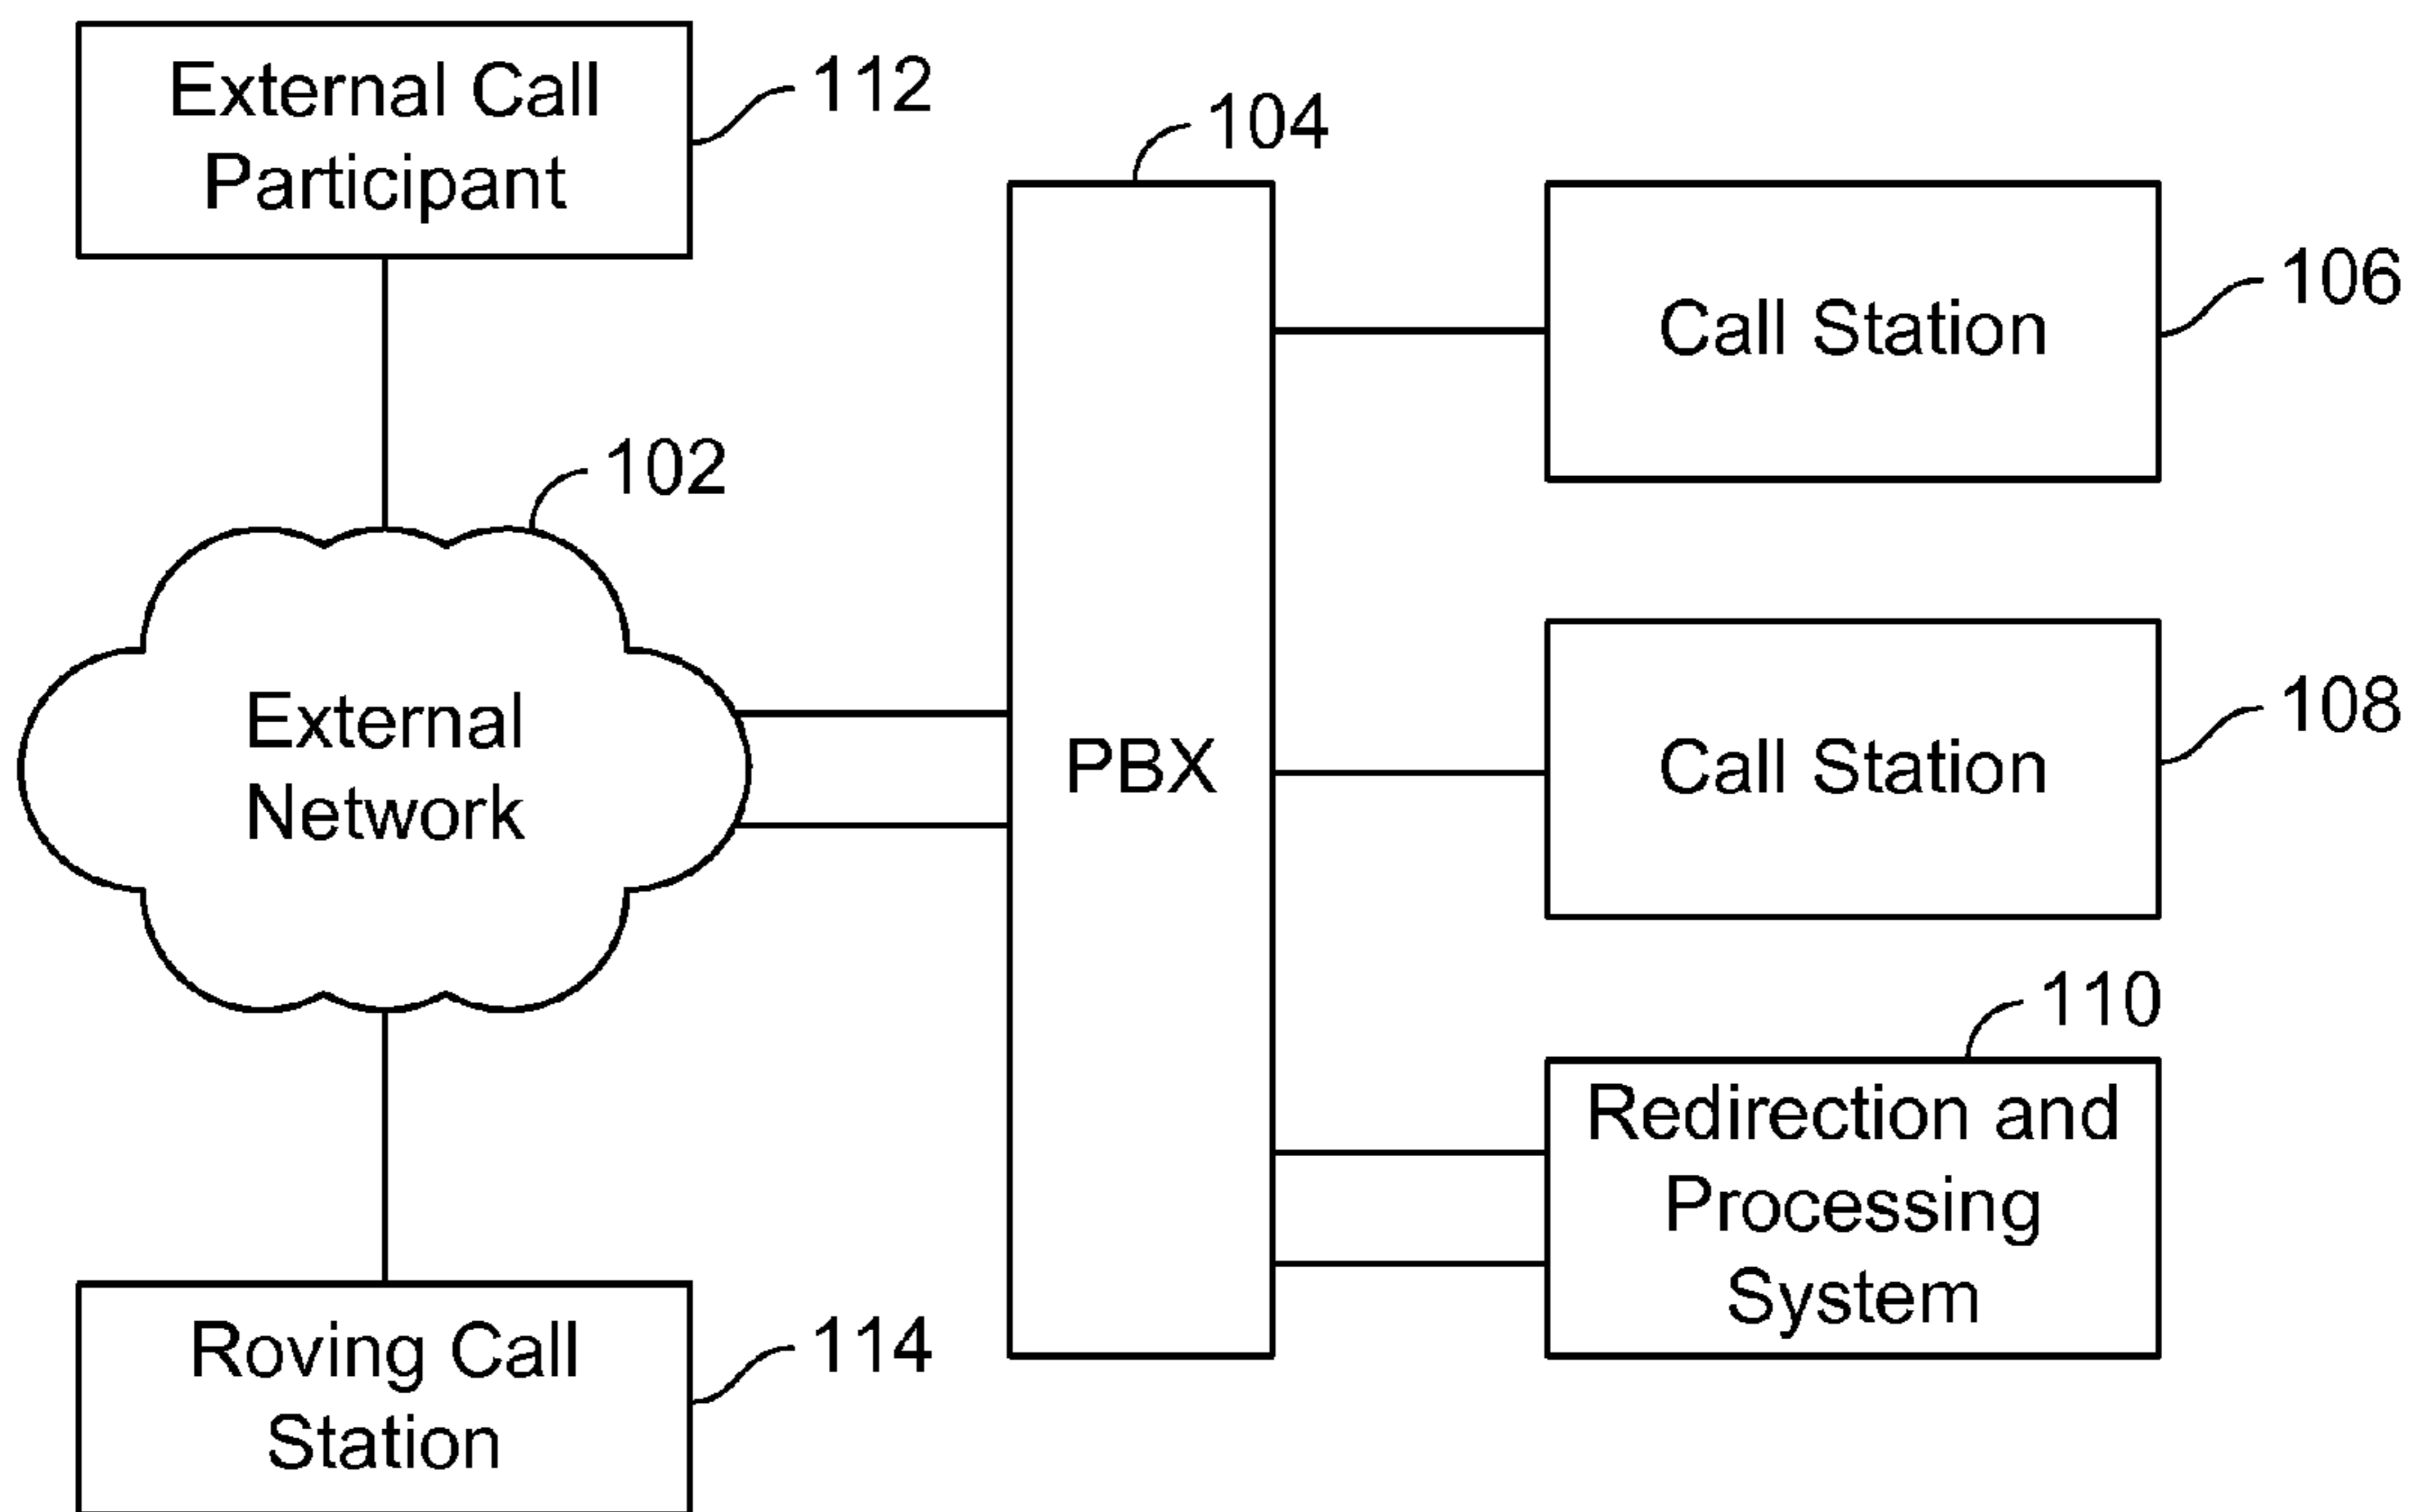 External Call
Participant
112
104
Call Station
106
102
External
Network
PBX
Call Station
108
110
Redirection and
Processing
System
Roving Call
Station
114